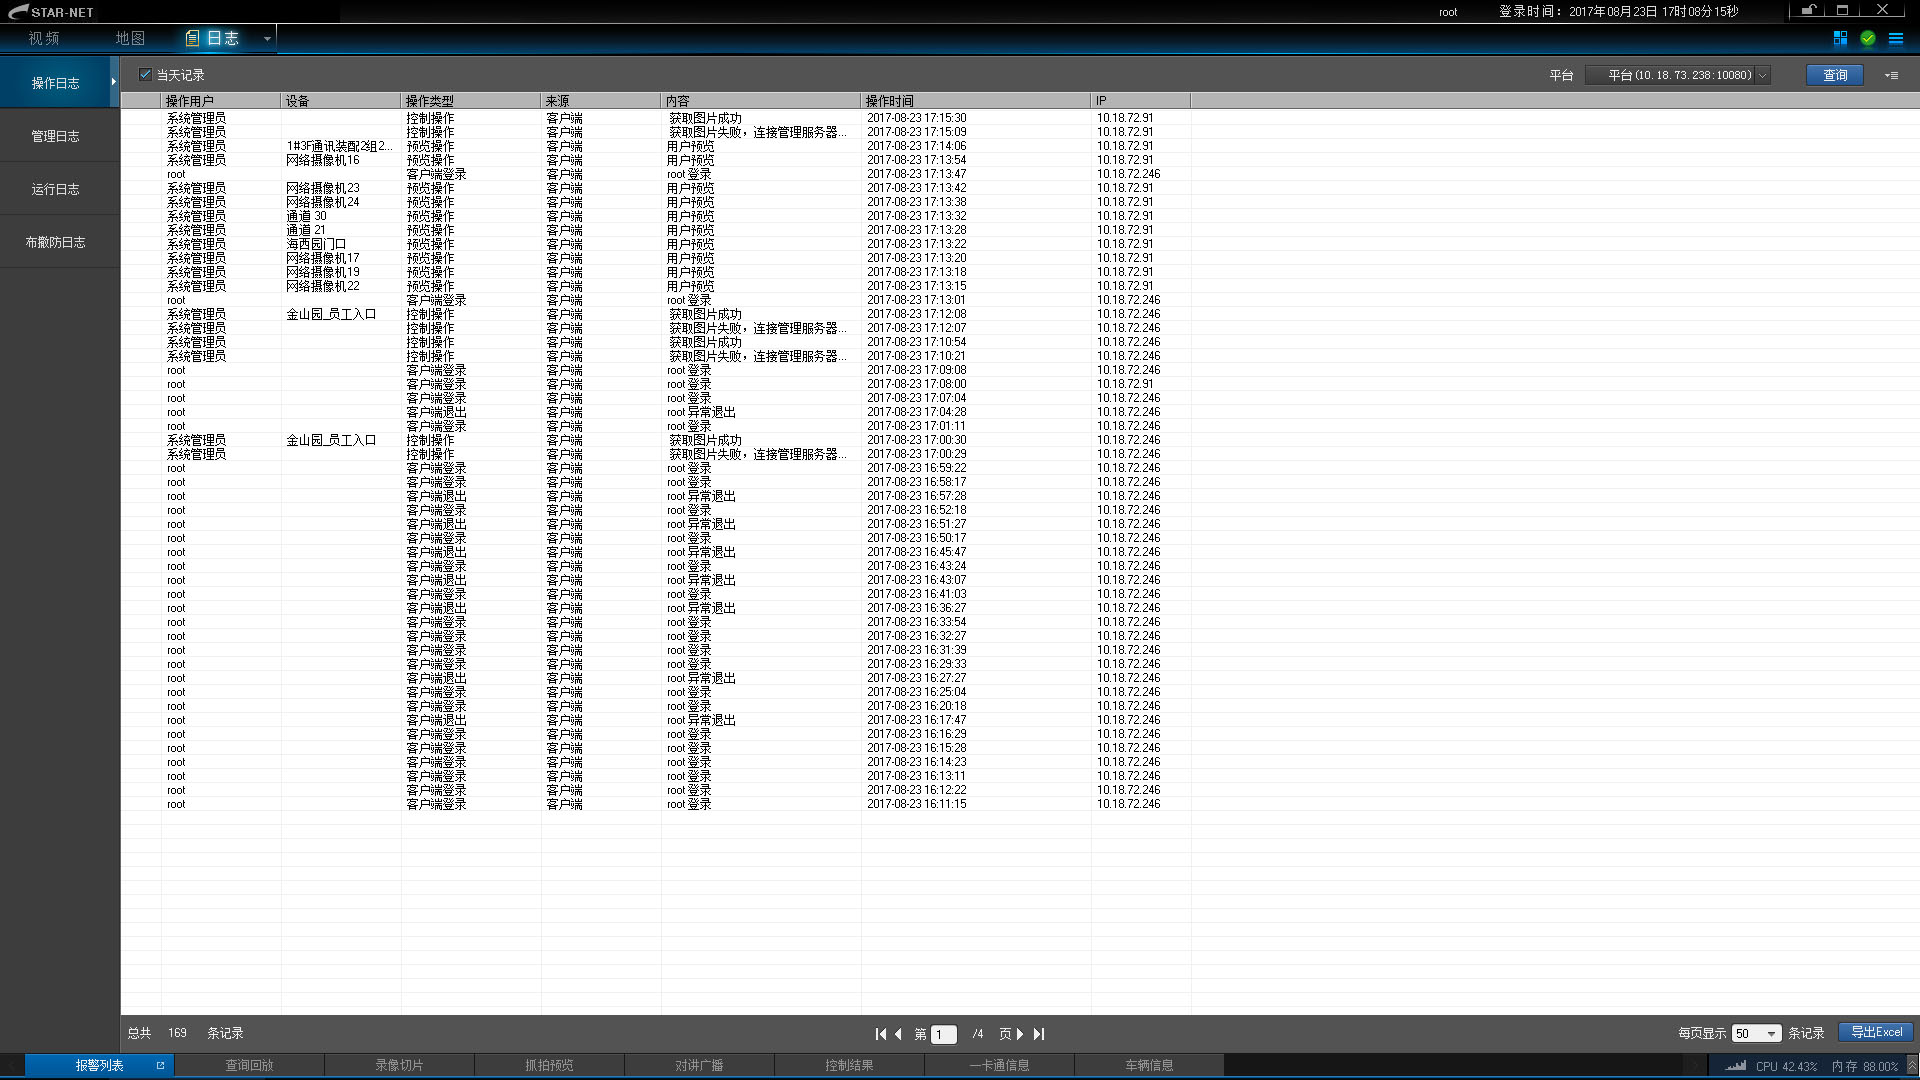 STAR-NET
root 登录时间：2017年08月23日 17时08分15秒
视频 地图 日志
操作日志
管理日志
运行日志
布撤防日志
当天记录 平台 平台(10.18.73.238:10080) 查询
操作用户 设备 操作类型 来源 内容 操作时间 IP
系统管理员 控制操作 客户端 获取图片成功 2017-08-23 17:15:30 10.18.72.91
系统管理员 控制操作 客户端 获取图片失败，连接管理服务器... 2017-08-23 17:15:09 10.18.72.91
系统管理员 1#3F通讯装配2组2... 预览操作 客户端 用户预览 2017-08-23 17:14:06 10.18.72.91
系统管理员 网络摄像机16 预览操作 客户端 用户预览 2017-08-23 17:13:54 10.18.72.91
root 客户端登录 客户端 root 登录 2017-08-23 17:13:47 10.18.72.246
系统管理员 网络摄像机23 预览操作 客户端 用户预览 2017-08-23 17:13:42 10.18.72.91
系统管理员 网络摄像机24 预览操作 客户端 用户预览 2017-08-23 17:13:38 10.18.72.91
系统管理员 通道 30 预览操作 客户端 用户预览 2017-08-23 17:13:32 10.18.72.91
系统管理员 通道 21 预览操作 客户端 用户预览 2017-08-23 17:13:28 10.18.72.91
系统管理员 海西园门口 预览操作 客户端 用户预览 2017-08-23 17:13:22 10.18.72.91
系统管理员 网络摄像机17 预览操作 客户端 用户预览 2017-08-23 17:13:20 10.18.72.91
系统管理员 网络摄像机19 预览操作 客户端 用户预览 2017-08-23 17:13:18 10.18.72.91
系统管理员 网络摄像机22 预览操作 客户端 用户预览 2017-08-23 17:13:15 10.18.72.91
root 客户端登录 客户端 root 登录 2017-08-23 17:13:01 10.18.72.246
系统管理员 金山园_员工入口 控制操作 客户端 获取图片成功 2017-08-23 17:12:08 10.18.72.246
系统管理员 控制操作 客户端 获取图片失败，连接管理服务器... 2017-08-23 17:12:07 10.18.72.246
系统管理员 控制操作 客户端 获取图片成功 2017-08-23 17:10:54 10.18.72.246
系统管理员 控制操作 客户端 获取图片失败，连接管理服务器... 2017-08-23 17:10:21 10.18.72.246
root 客户端登录 客户端 root 登录 2017-08-23 17:09:08 10.18.72.246
root 客户端登录 客户端 root 登录 2017-08-23 17:08:00 10.18.72.91
root 客户端登录 客户端 root 登录 2017-08-23 17:07:04 10.18.72.246
root 客户端退出 客户端 root 异常退出 2017-08-23 17:04:28 10.18.72.246
root 客户端登录 客户端 root 登录 2017-08-23 17:01:11 10.18.72.246
系统管理员 金山园_员工入口 控制操作 客户端 获取图片成功 2017-08-23 17:00:30 10.18.72.246
系统管理员 控制操作 客户端 获取图片失败，连接管理服务器... 2017-08-23 17:00:29 10.18.72.246
root 客户端登录 客户端 root 登录 2017-08-23 16:59:22 10.18.72.246
root 客户端登录 客户端 root 登录 2017-08-23 16:58:17 10.18.72.246
root 客户端退出 客户端 root 异常退出 2017-08-23 16:57:28 10.18.72.246
root 客户端登录 客户端 root 登录 2017-08-23 16:52:18 10.18.72.246
root 客户端退出 客户端 root 异常退出 2017-08-23 16:51:27 10.18.72.246
root 客户端登录 客户端 root 登录 2017-08-23 16:50:17 10.18.72.246
root 客户端退出 客户端 root 异常退出 2017-08-23 16:45:47 10.18.72.246
root 客户端登录 客户端 root 登录 2017-08-23 16:43:24 10.18.72.246
root 客户端退出 客户端 root 异常退出 2017-08-23 16:43:07 10.18.72.246
root 客户端登录 客户端 root 登录 2017-08-23 16:41:03 10.18.72.246
root 客户端退出 客户端 root 异常退出 2017-08-23 16:36:27 10.18.72.246
root 客户端登录 客户端 root 登录 2017-08-23 16:33:54 10.18.72.246
root 客户端登录 客户端 root 登录 2017-08-23 16:32:27 10.18.72.246
root 客户端登录 客户端 root 登录 2017-08-23 16:31:39 10.18.72.246
root 客户端登录 客户端 root 登录 2017-08-23 16:29:33 10.18.72.246
root 客户端退出 客户端 root 异常退出 2017-08-23 16:27:27 10.18.72.246
root 客户端登录 客户端 root 登录 2017-08-23 16:25:04 10.18.72.246
root 客户端登录 客户端 root 登录 2017-08-23 16:20:18 10.18.72.246
root 客户端退出 客户端 root 异常退出 2017-08-23 16:17:47 10.18.72.246
root 客户端登录 客户端 root 登录 2017-08-23 16:16:29 10.18.72.246
root 客户端登录 客户端 root 登录 2017-08-23 16:15:28 10.18.72.246
root 客户端登录 客户端 root 登录 2017-08-23 16:14:23 10.18.72.246
root 客户端登录 客户端 root 登录 2017-08-23 16:13:11 10.18.72.246
root 客户端登录 客户端 root 登录 2017-08-23 16:12:22 10.18.72.246
root 客户端登录 客户端 root 登录 2017-08-23 16:11:15 10.18.72.246
总共 169 条记录 第 1 /4 页 每页显示 50 条记录 导出Excel
报警列表 查询回放 录像切片 抓拍预览 对讲广播 控制结果 一卡通信息 车辆信息 CPU 42.43% 内存 88.00%